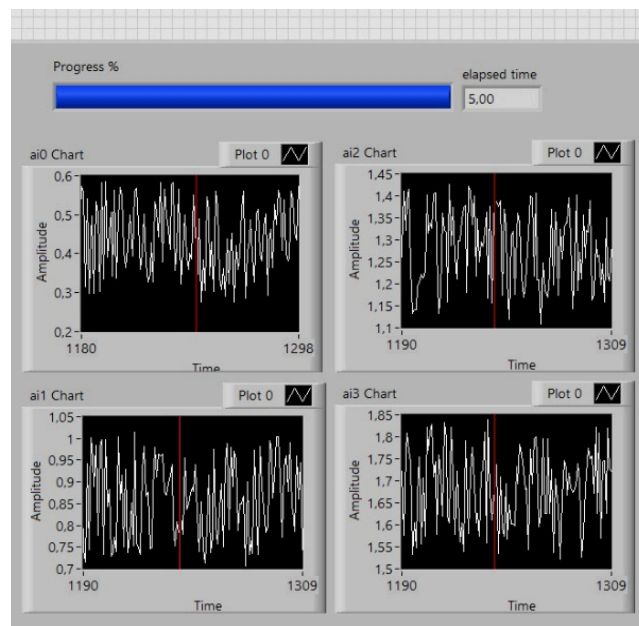 Progress %
elapsed time
5,00
ai0 Chart
Plot 0
Amplitude
0,6
0,5
0,4
0,3
0,2
1180
1298
Time
ai2 Chart
Plot 0
Amplitude
1,45
1,4
1,35
1,3
1,25
1,2
1,15
1,1
1190
1309
Time
ai1 Chart
Plot 0
Amplitude
1,05
1
0,95
0,9
0,85
0,8
0,75
0,7
1190
1309
Time
ai3 Chart
Plot 0
Amplitude
1,85
1,8
1,75
1,7
1,65
1,6
1,55
1,5
1190
1309
Time